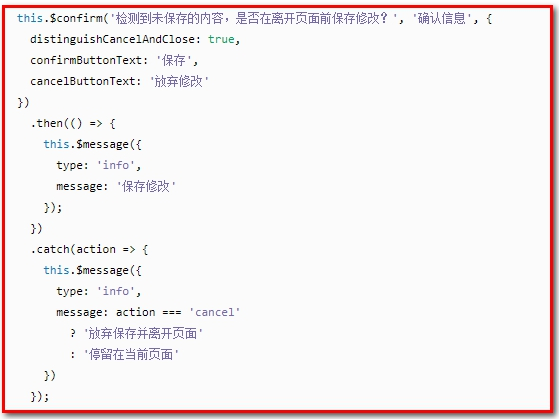 this.$confirm('检测到未保存的内容，是否在离开页面前保存修改？', '确认信息', {
  distinguishCancelAndClose: true,
  confirmButtonText: '保存',
  cancelButtonText: '放弃修改'
})
  .then(() => {
    this.$message({
      type: 'info',
      message: '保存修改'
    });
  })
  .catch(action => {
    this.$message({
      type: 'info',
      message: action === 'cancel'
        ? '放弃保存并离开页面'
        : '停留在当前页面'
    })
  });